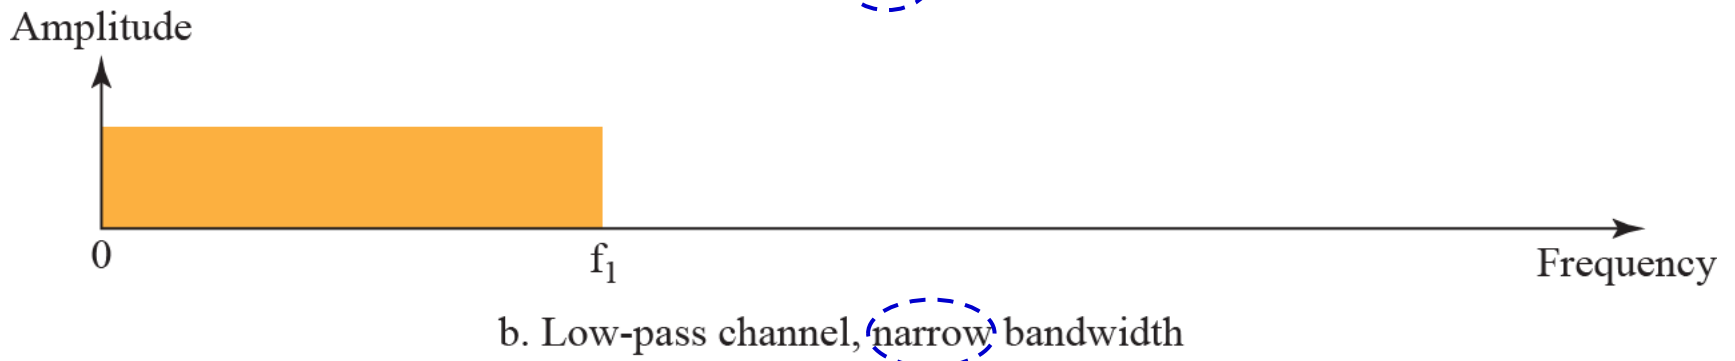 Amplitude
0
f₁
Frequency
b. Low-pass channel, narrow bandwidth